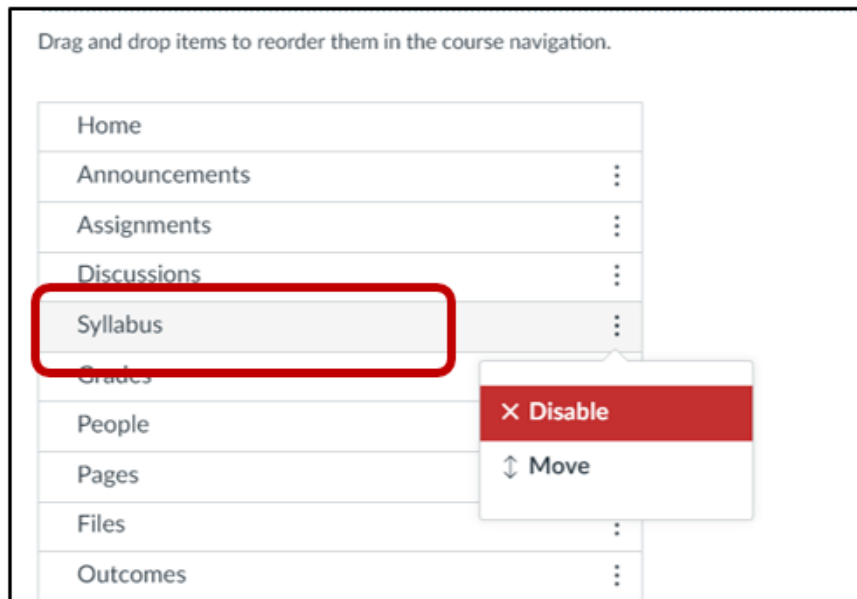 Drag and drop items to reorder them in the course navigation.
Home
Announcements
Assignments
Discussions
Syllabus
Grades
Disable
People
Move
Pages
Files
Outcomes